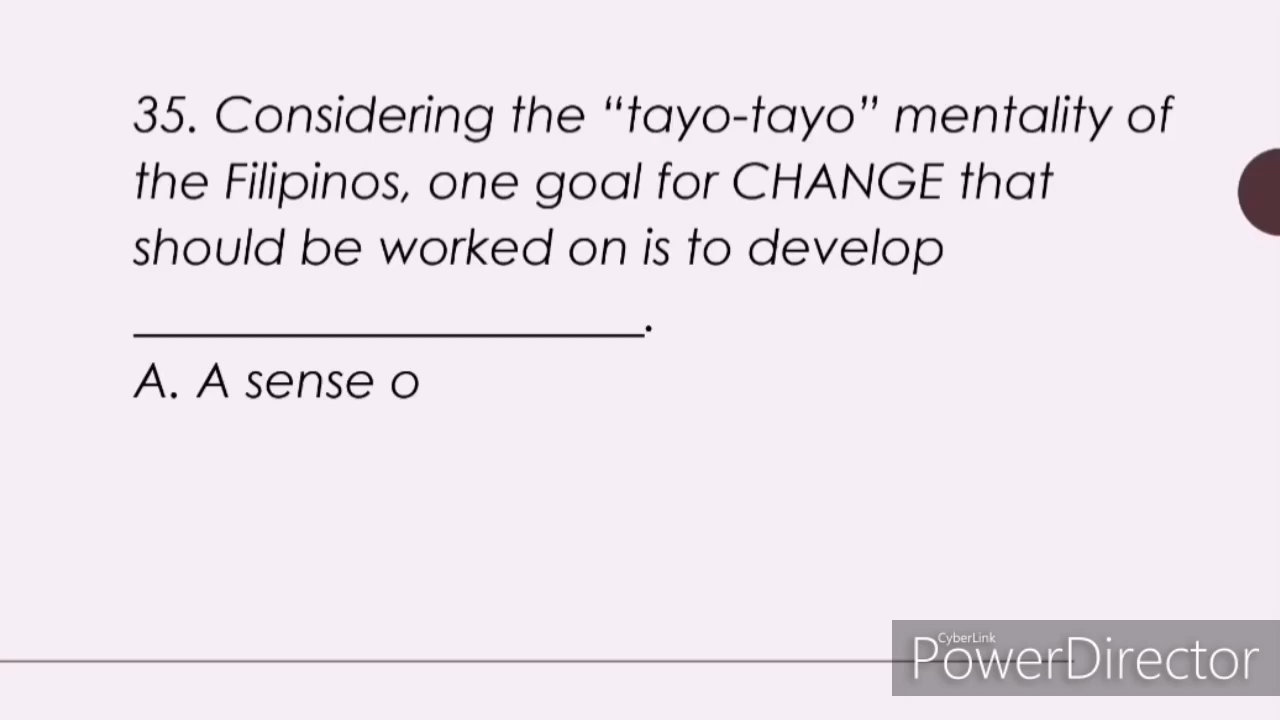 35. Considering the “tayo-tayo” mentality of
the Filipinos, one goal for CHANGE that
should be worked on is to develop
____________________.
A. A sense o
CyberLink
PowerDirector